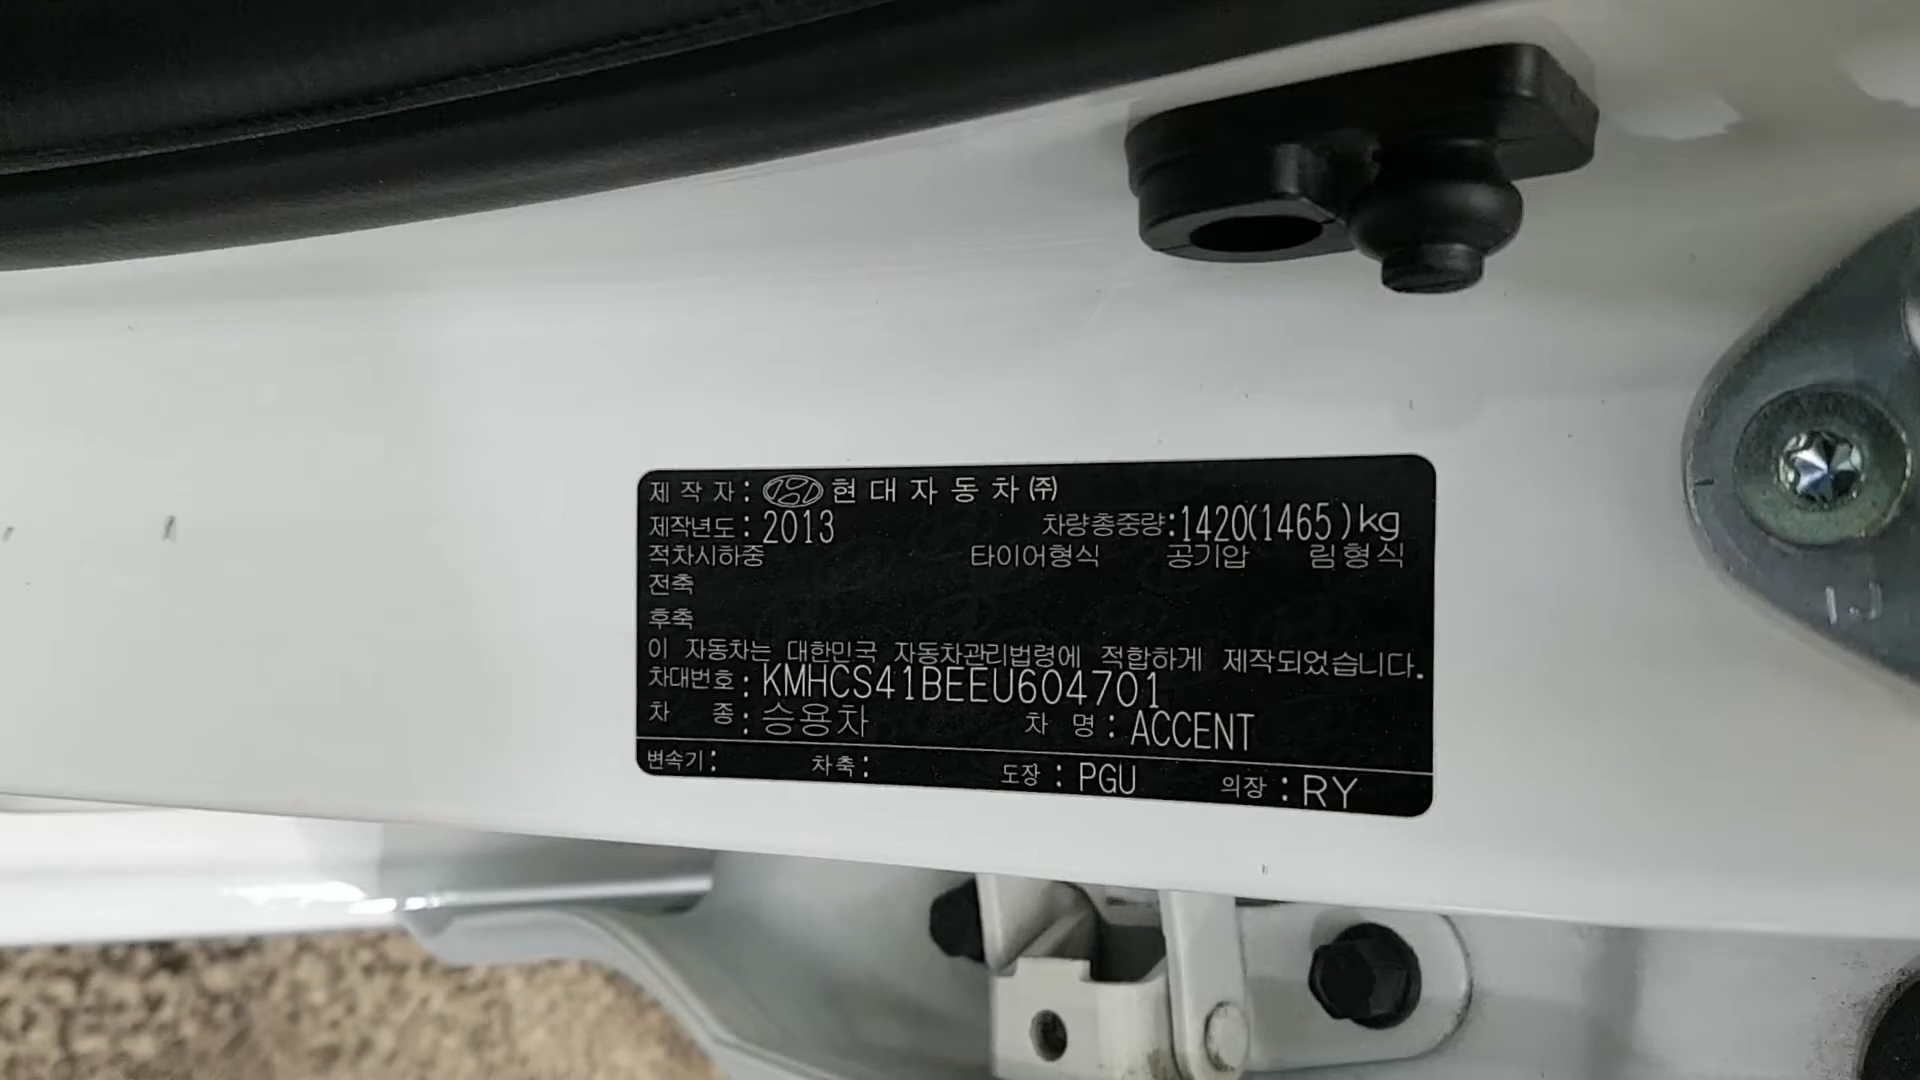 제 작 자 : 현 대 자 동 차 ㈜
제작년도 : 2013 차량총중량 : 1420(1465)kg
적차시하중 타이어형식 공기압 림형식
전축
후축
이 자동차는 대한민국 자동차관리법령에 적합하게 제작되었습니다.
차대번호 : KMHCS41BEEU604701
차 종 : 승용차 차 명 : ACCENT
변속기 : 차축 : 도장 : PGU 의장 : RY
IJ